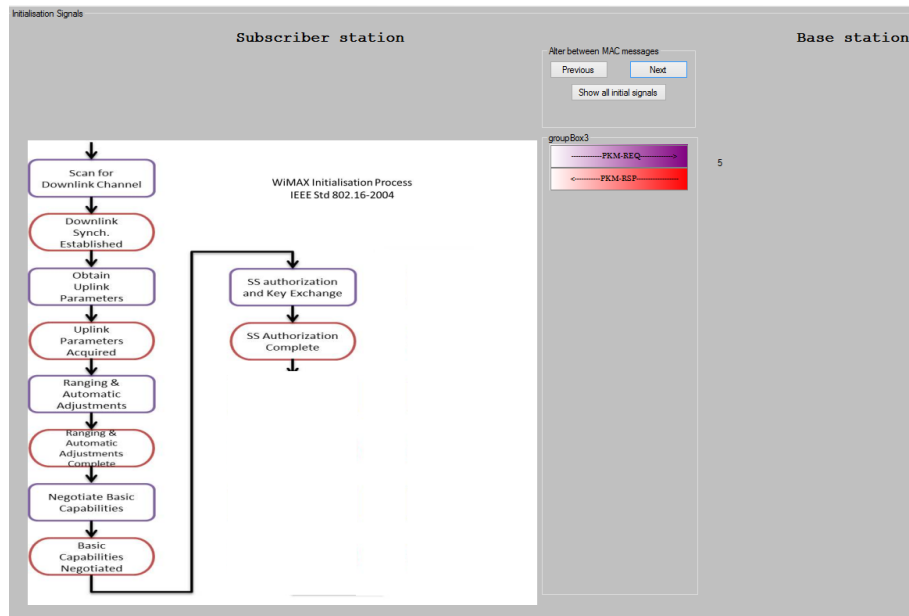 Initialisation Signals
Subscriber station
Base station
Alter between MAC messages
Previous
Next
Show all initial signals
groupBox3
------------PKM-REQ---------->
<----------PKM-RSP-----------
5
WiMAX Initialisation Process
IEEE Std 802.16-2004
Scan for
Downlink Channel
Downlink
Synch.
Established
Obtain
Uplink
Parameters
Uplink
Parameters
Acquired
Ranging &
Automatic
Adjustments
Ranging &
Automatic
Adjustments
Complete
Negotiate Basic
Capabilities
Basic
Capabilities
Negotiated
SS authorization
and Key Exchange
SS Authorization
Complete